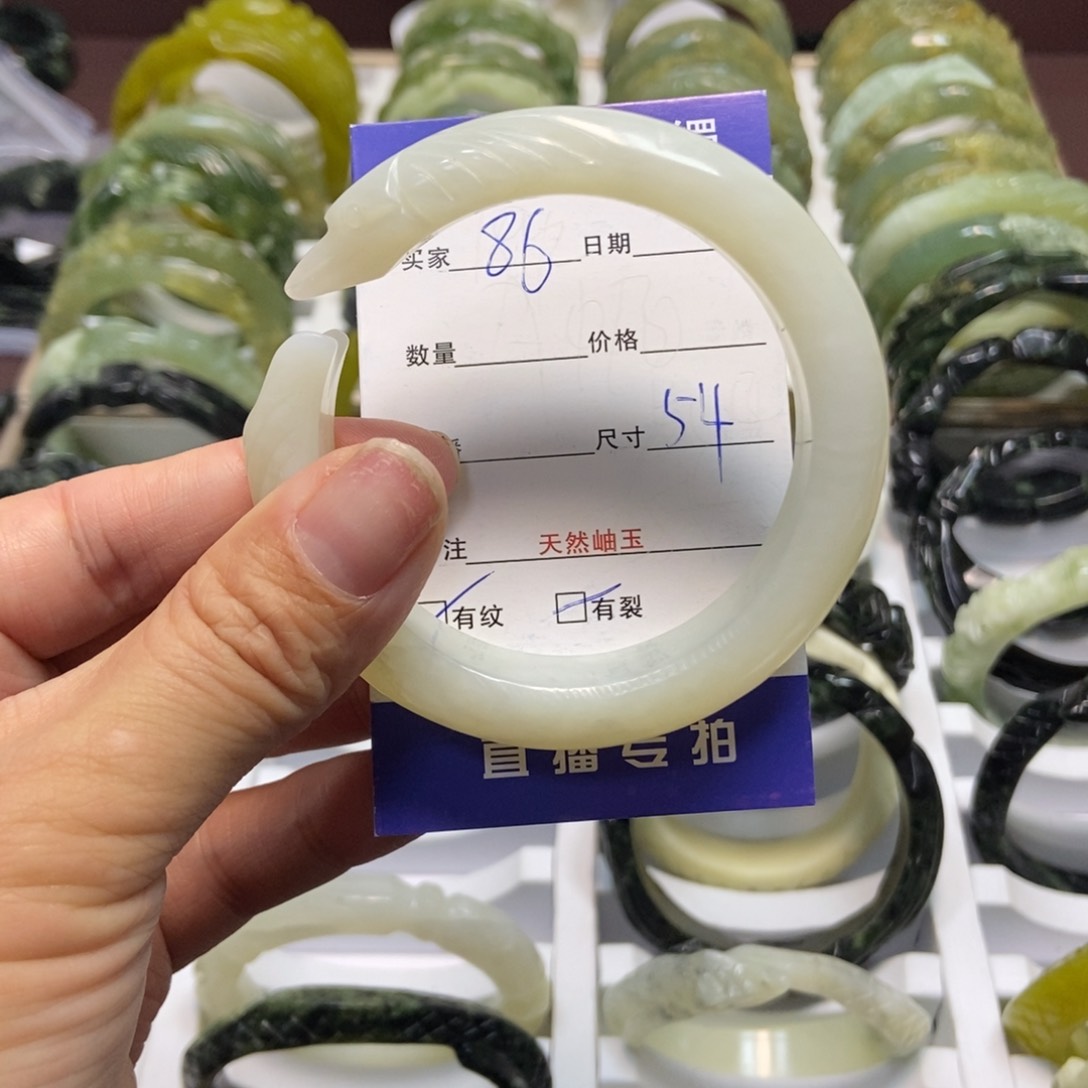 买家 86 日期
数量 价格
尺寸 54
注 天然岫玉
有纹 有裂
直播专拍